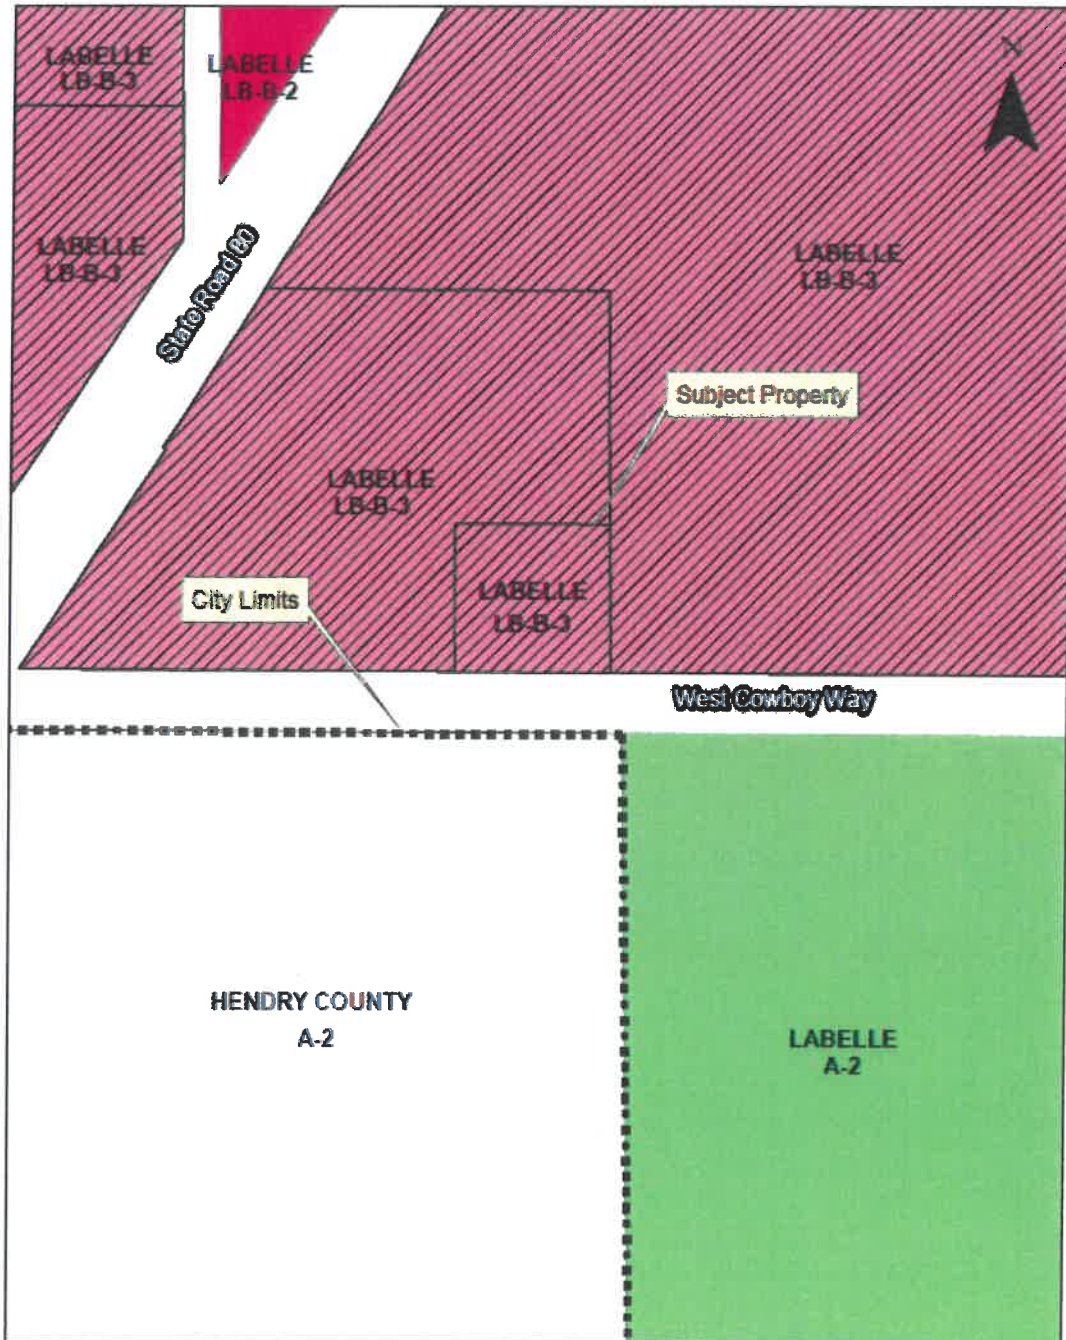 LABELLE
LB-B-3
LABELLE
LB-B-2
N
LABELLE
LB-B-3
State Road 80
LABELLE
LB-B-3
Subject Property
LABELLE
LB-B-3
City Limits
LABELLE
LB-B-3
West Cowboy Way
HENDRY COUNTY
A-2
LABELLE
A-2